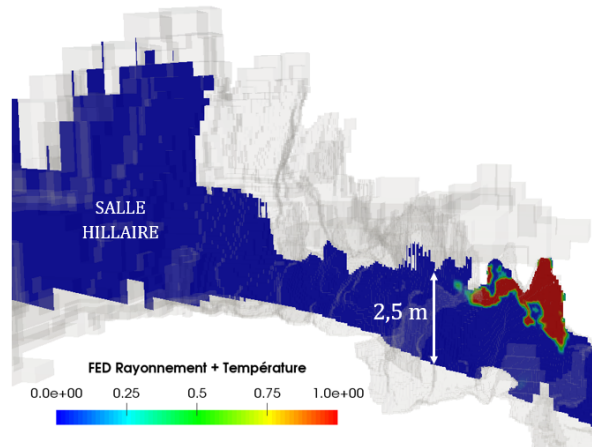 SALLE
HILLAIRE
2,5 m
FED Rayonnement + Température
0.0e+00 0.25 0.5 0.75 1.0e+00